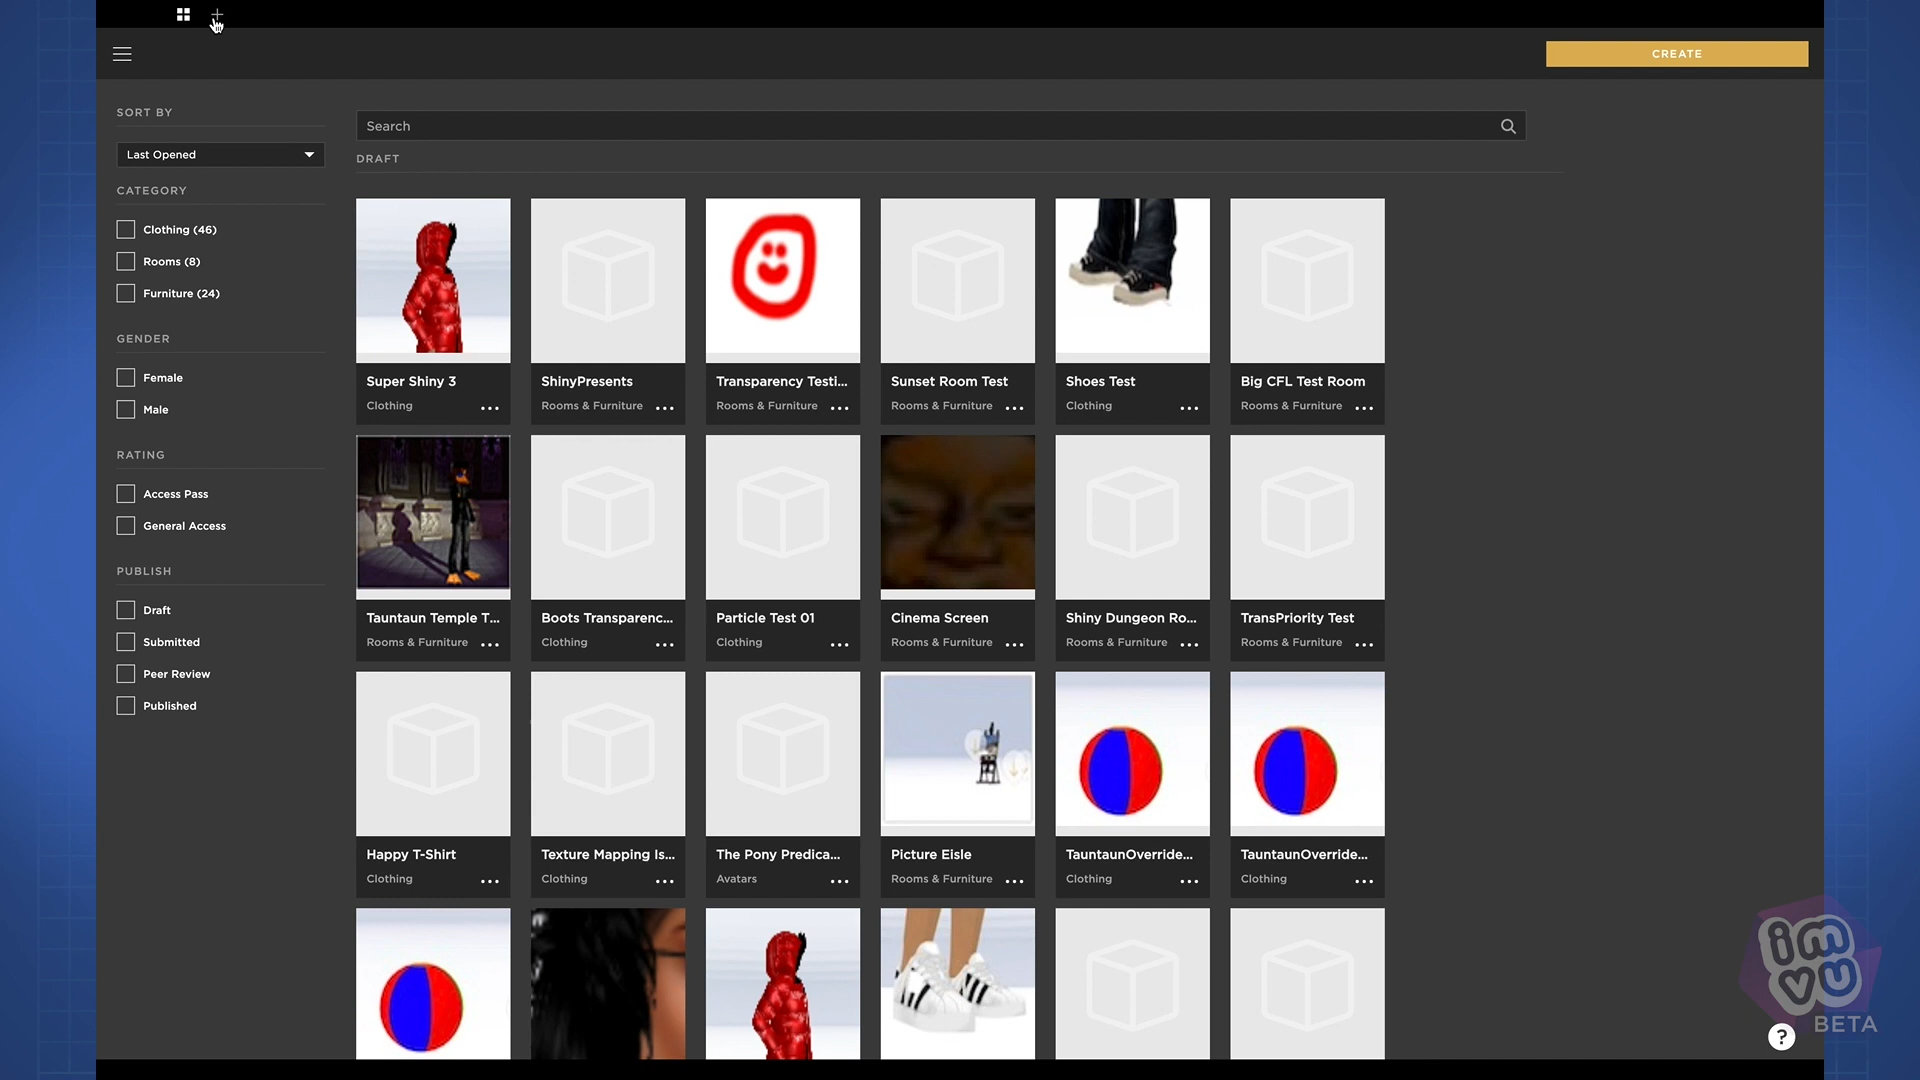 CREATE
SORT BY
Last Opened
CATEGORY
Clothing (46)
Rooms (8)
Furniture (24)
GENDER
Female
Male
RATING
Access Pass
General Access
PUBLISH
Draft
Submitted
Peer Review
Published
Search
DRAFT
Super Shiny 3
Clothing
ShinyPresents
Rooms & Furniture
Transparency Testi...
Rooms & Furniture
Sunset Room Test
Rooms & Furniture
Shoes Test
Clothing
Big CFL Test Room
Rooms & Furniture
Tauntaun Temple T...
Rooms & Furniture
Boots Transparenc...
Clothing
Particle Test 01
Clothing
Cinema Screen
Rooms & Furniture
Shiny Dungeon Ro...
Rooms & Furniture
TransPriority Test
Rooms & Furniture
Happy T-Shirt
Clothing
Texture Mapping Is...
Clothing
The Pony Predica...
Avatars
Picture Eisle
Rooms & Furniture
TauntaunOverride...
Clothing
TauntaunOverride...
Clothing
imvu
BETA
?